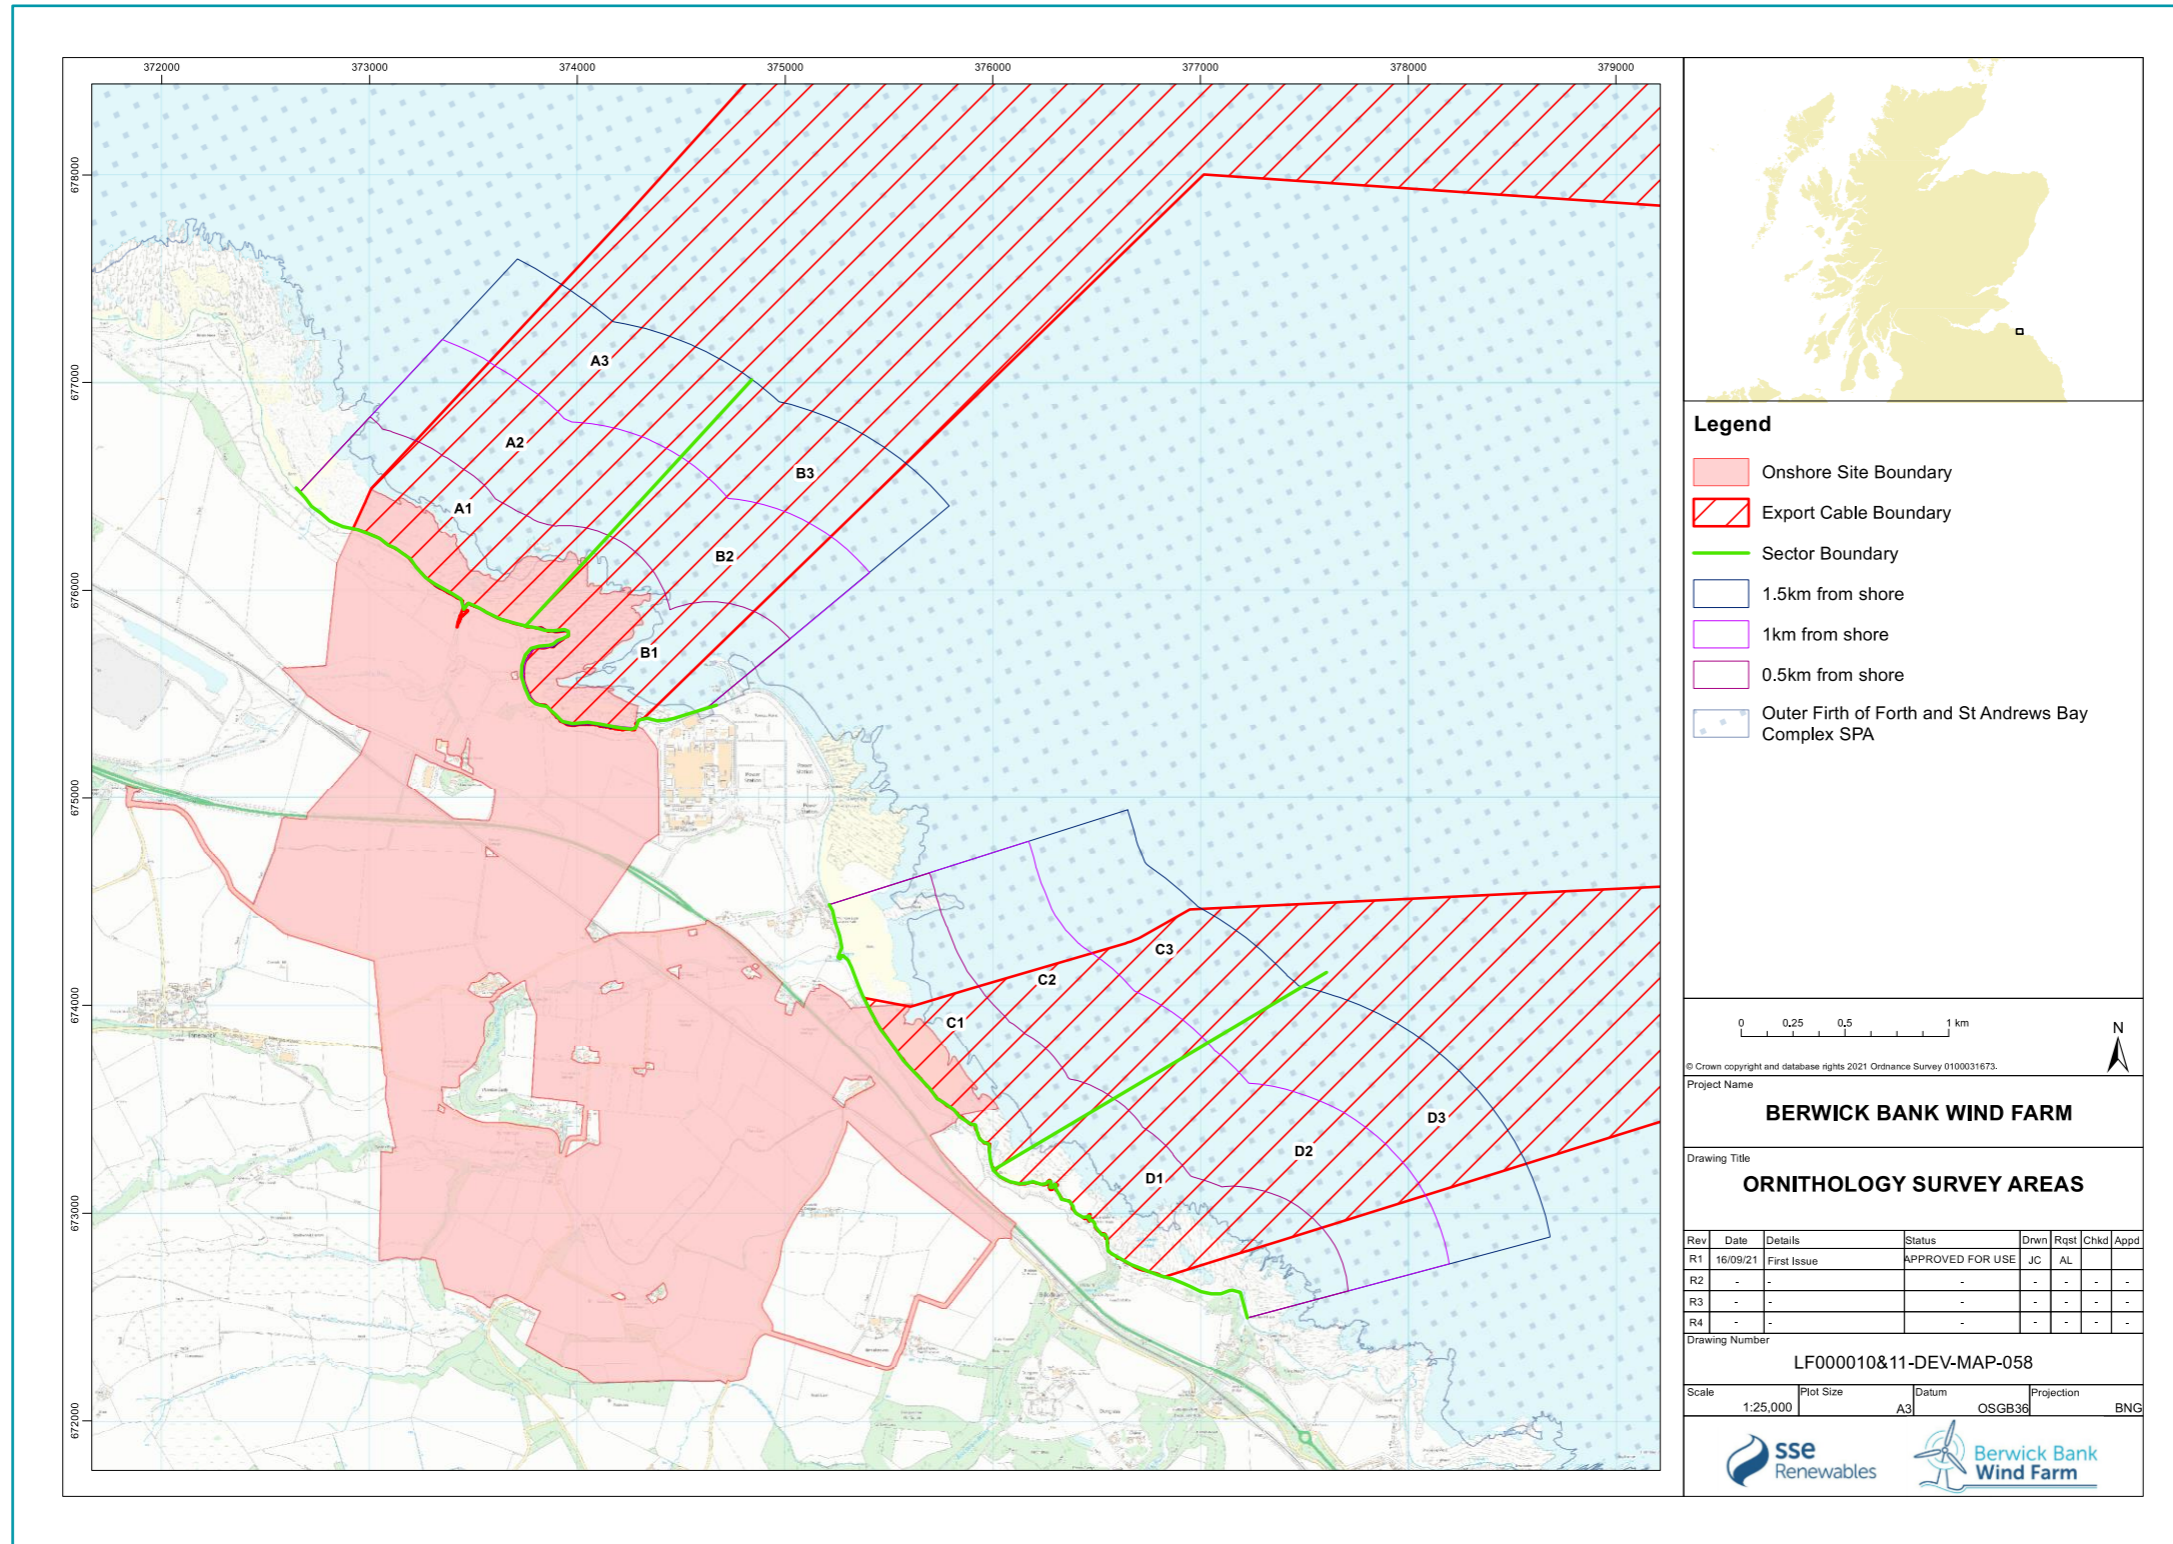 372000
373000
374000
375000
376000
377000
378000
379000
678000
677000
676000
675000
674000
673000
672000
A3
A2
A1
B3
B2
B1
C3
C2
C1
D3
D2
D1
Power
Station
Legend
Onshore Site Boundary
Export Cable Boundary
Sector Boundary
1.5km from shore
1km from shore
0.5km from shore
Outer Firth of Forth and St Andrews Bay
Complex SPA
0 0.25 0.5 1 km
N
© Crown copyright and database rights 2021 Ordnance Survey 0100031673.
Project Name
BERWICK BANK WIND FARM
Drawing Title
ORNITHOLOGY SURVEY AREAS
Rev Date Details Status Drwn Rqst Chkd Appd
R1 16/09/21 First Issue APPROVED FOR USE JC AL
R2 - - - - - - -
R3 - - - - - - -
R4 - - - - - - -
Drawing Number
LF000010&11-DEV-MAP-058
Scale Plot Size Datum Projection
1:25,000 A3 OSGB36 BNG
sse
Renewables
Berwick Bank
Wind Farm